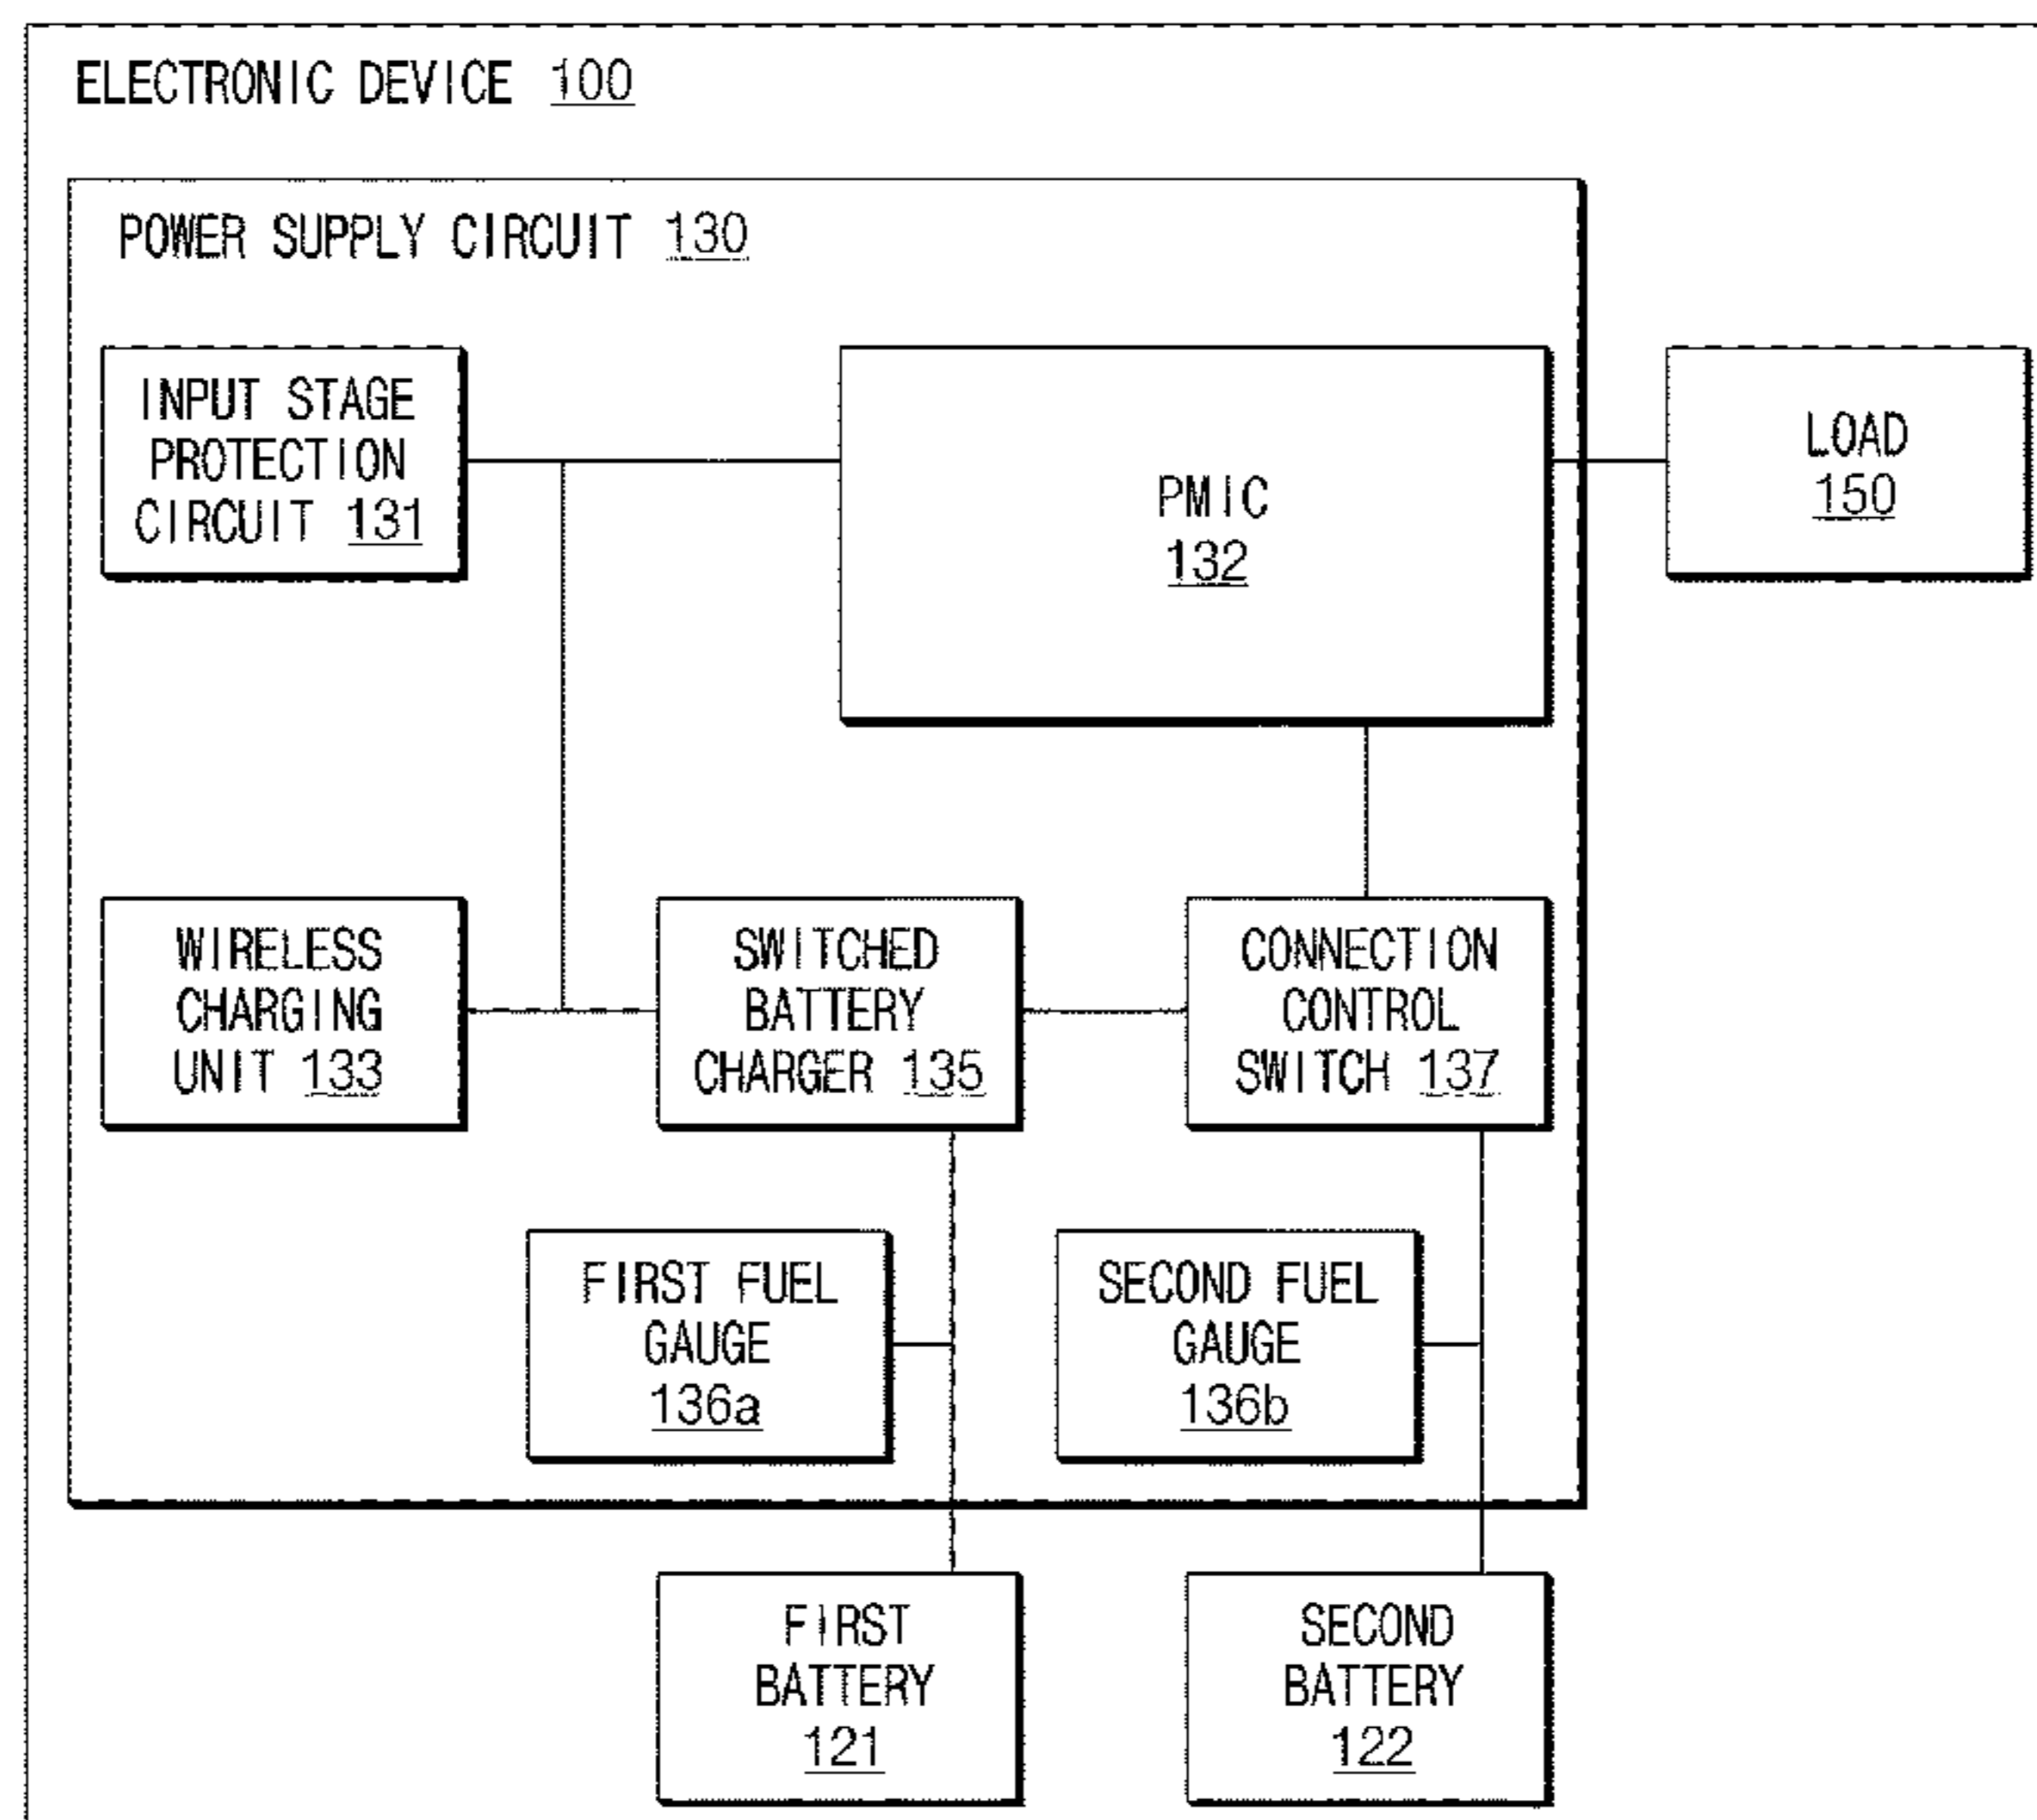 ELECTRONIC DEVICE 100
POWER SUPPLY CIRCUIT 130
INPUT STAGE
PROTECTION
CIRCUIT 131
PMIC
132
LOAD
150
WIRELESS
CHARGING
UNIT 133
SWITCHED
BATTERY
CHARGER 135
CONNECTION
CONTROL
SWITCH 137
FIRST FUEL
GAUGE
136a
SECOND FUEL
GAUGE
136b
FIRST
BATTERY
121
SECOND
BATTERY
122